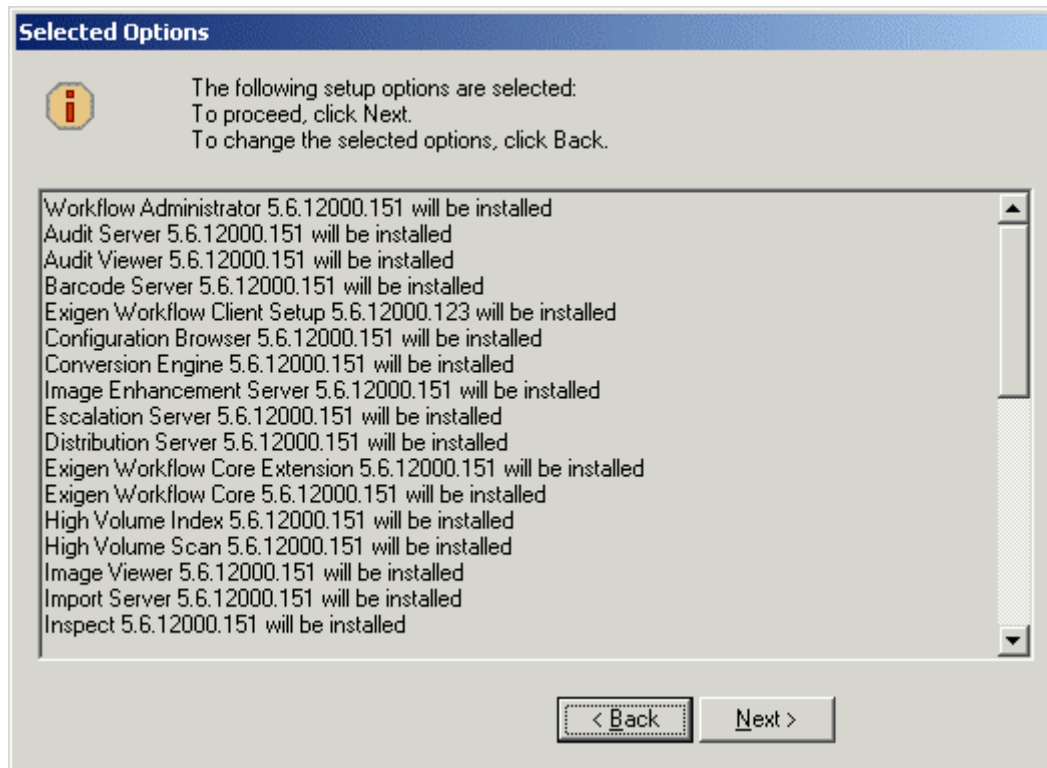 Selected Options
The following setup options are selected:
To proceed, click Next.
To change the selected options, click Back.
Workflow Administrator 5.6.12000.151 will be installed
Audit Server 5.6.12000.151 will be installed
Audit Viewer 5.6.12000.151 will be installed
Barcode Server 5.6.12000.151 will be installed
Exigen Workflow Client Setup 5.6.12000.123 will be installed
Configuration Browser 5.6.12000.151 will be installed
Conversion Engine 5.6.12000.151 will be installed
Image Enhancement Server 5.6.12000.151 will be installed
Escalation Server 5.6.12000.151 will be installed
Distribution Server 5.6.12000.151 will be installed
Exigen Workflow Core Extension 5.6.12000.151 will be installed
Exigen Workflow Core 5.6.12000.151 will be installed
High Volume Index 5.6.12000.151 will be installed
High Volume Scan 5.6.12000.151 will be installed
Image Viewer 5.6.12000.151 will be installed
Import Server 5.6.12000.151 will be installed
Inspect 5.6.12000.151 will be installed
< Back Next >